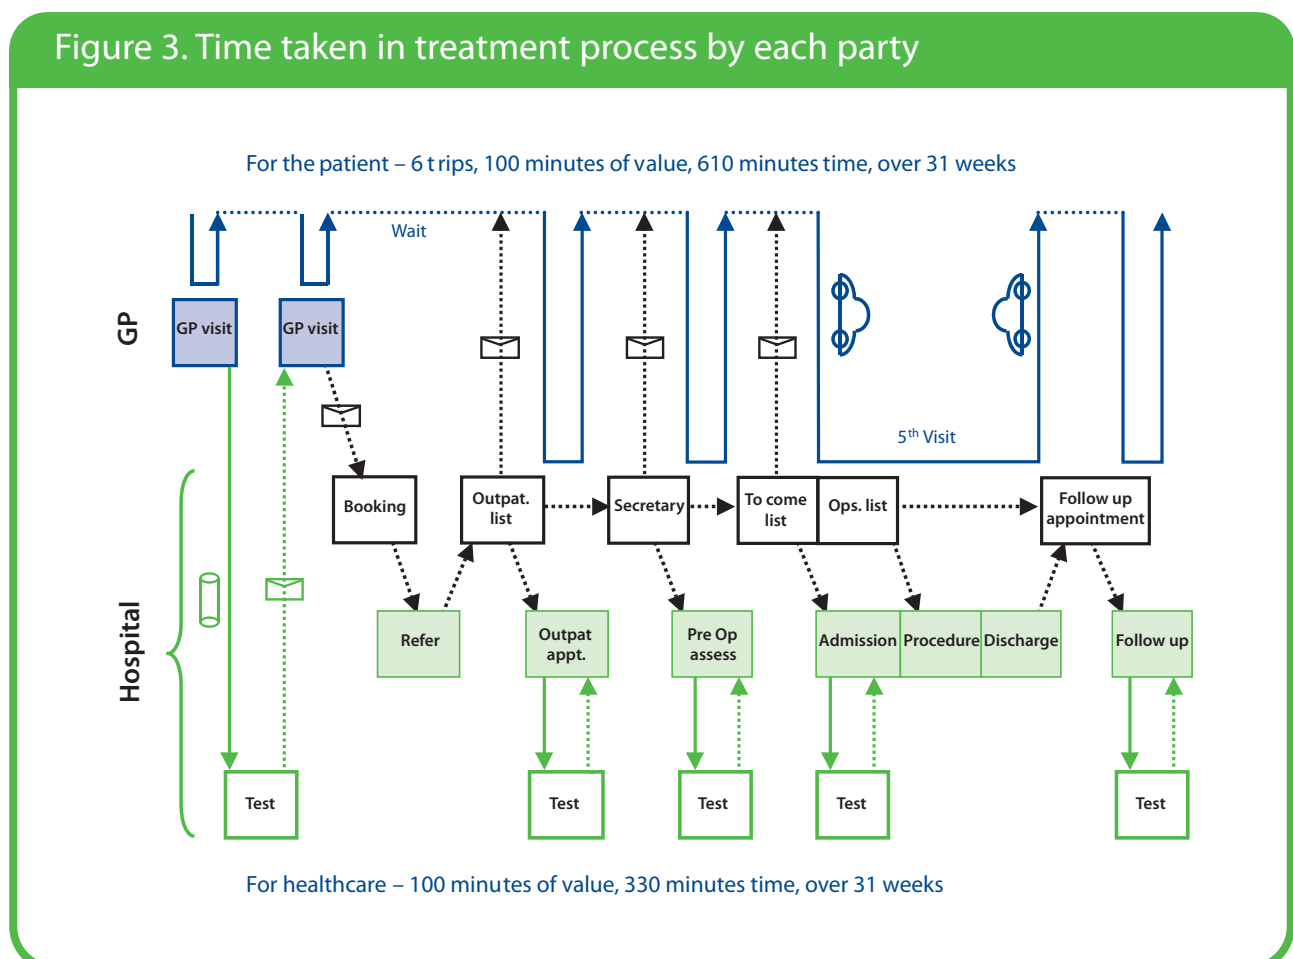 Figure 3. Time taken in treatment process by each party
For the patient – 6 t rips, 100 minutes of value, 610 minutes time, over 31 weeks
Wait
GP
GP visit
GP visit
5th Visit
Hospital
Booking
Outpat.
list
Secretary
To come
list
Ops. list
Follow up
appointment
Refer
Outpat
appt.
Pre Op
assess
Admission
Procedure
Discharge
Follow up
Test
Test
Test
Test
Test
For healthcare – 100 minutes of value, 330 minutes time, over 31 weeks